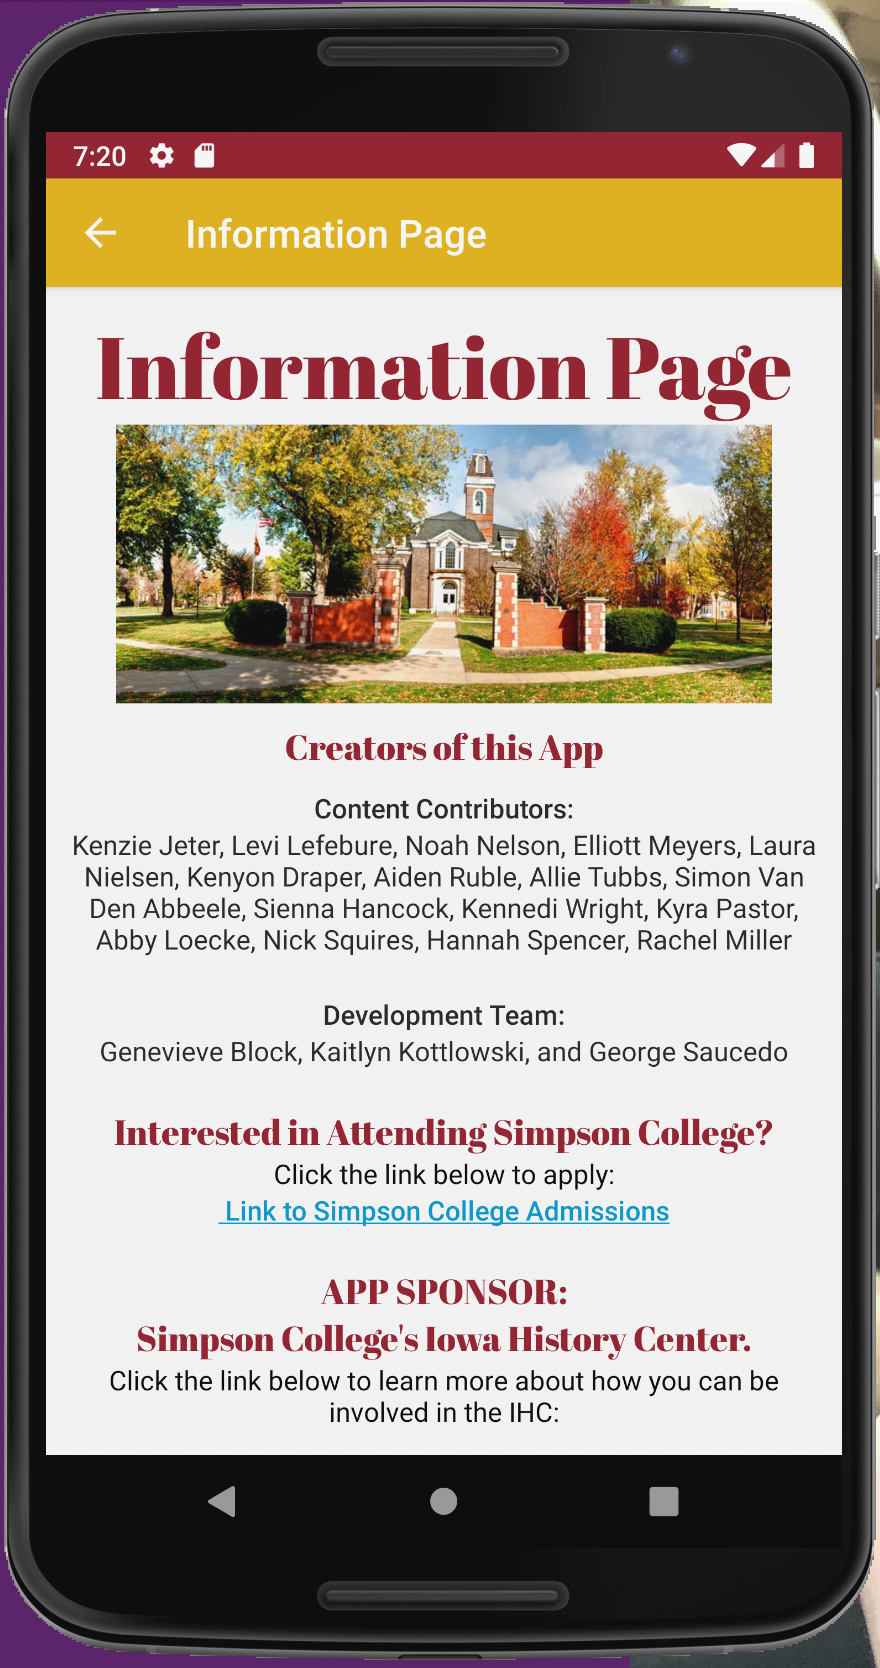 7:20
Information Page
Information Page
Creators of this App
Content Contributors:
Kenzie Jeter, Levi Lefebure, Noah Nelson, Elliott Meyers, Laura
Nielsen, Kenyon Draper, Aiden Ruble, Allie Tubbs, Simon Van
Den Abbeele, Sienna Hancock, Kennedi Wright, Kyra Pastor,
Abby Loecke, Nick Squires, Hannah Spencer, Rachel Miller
Development Team:
Genevieve Block, Kaitlyn Kottlowski, and George Saucedo
Interested in Attending Simpson College?
Click the link below to apply:
Link to Simpson College Admissions
APP SPONSOR:
Simpson College's Iowa History Center.
Click the link below to learn more about how you can be
involved in the IHC: